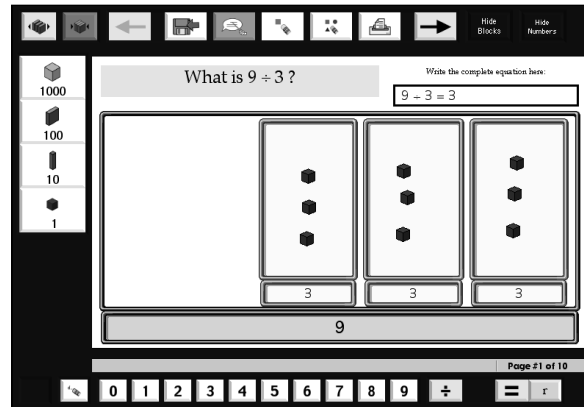 Hide
Blocks
Hide
Numbers
1000
100
10
1
What is 9 ÷ 3 ?
Write the complete equation here:
9 ÷ 3 = 3
3
3
3
9
Page #1 of 10
0 1 2 3 4 5 6 7 8 9 ÷ = r